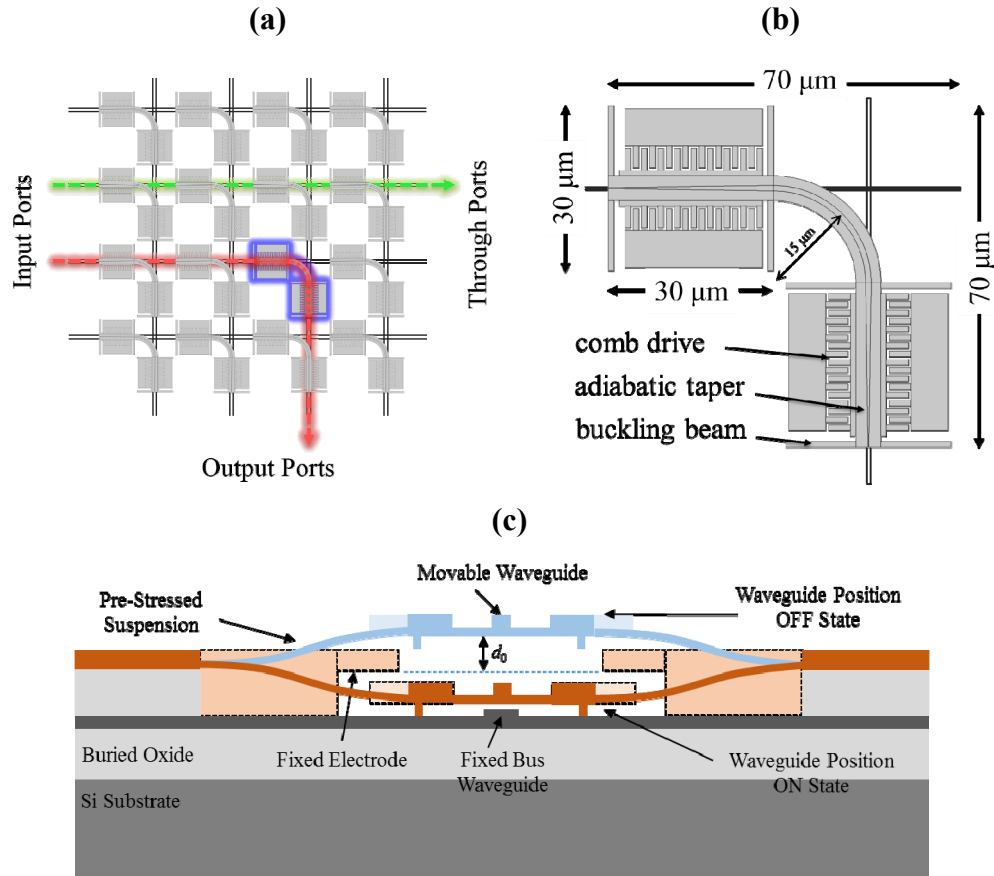 (a)
Input Ports
Through Ports
Output Ports
(b)
70 μm
30 μm
15 μm
30 μm
70 μm
comb drive
adiabatic taper
buckling beam
(c)
Movable Waveguide
Pre-Stressed
Suspension
Waveguide Position
OFF State
d0
Buried Oxide
Fixed Electrode
Fixed Bus
Waveguide
Waveguide Position
ON State
Si Substrate